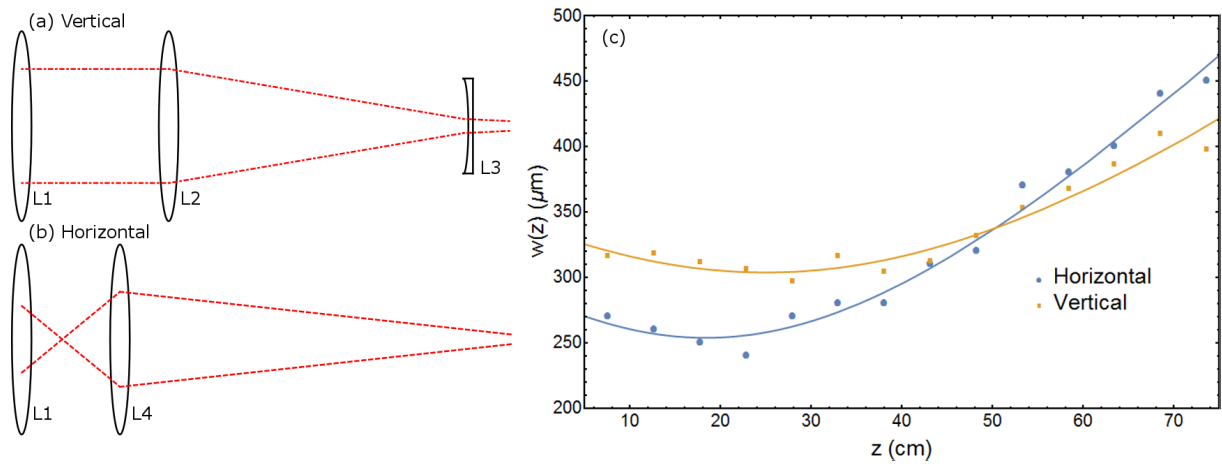 (a) Vertical
L1
L2
L3
(b) Horizontal
L1
L4
(c)
500
450
400
350
300
250
200
w(z) (μm)
10
20
30
40
50
60
70
z (cm)
Horizontal
Vertical